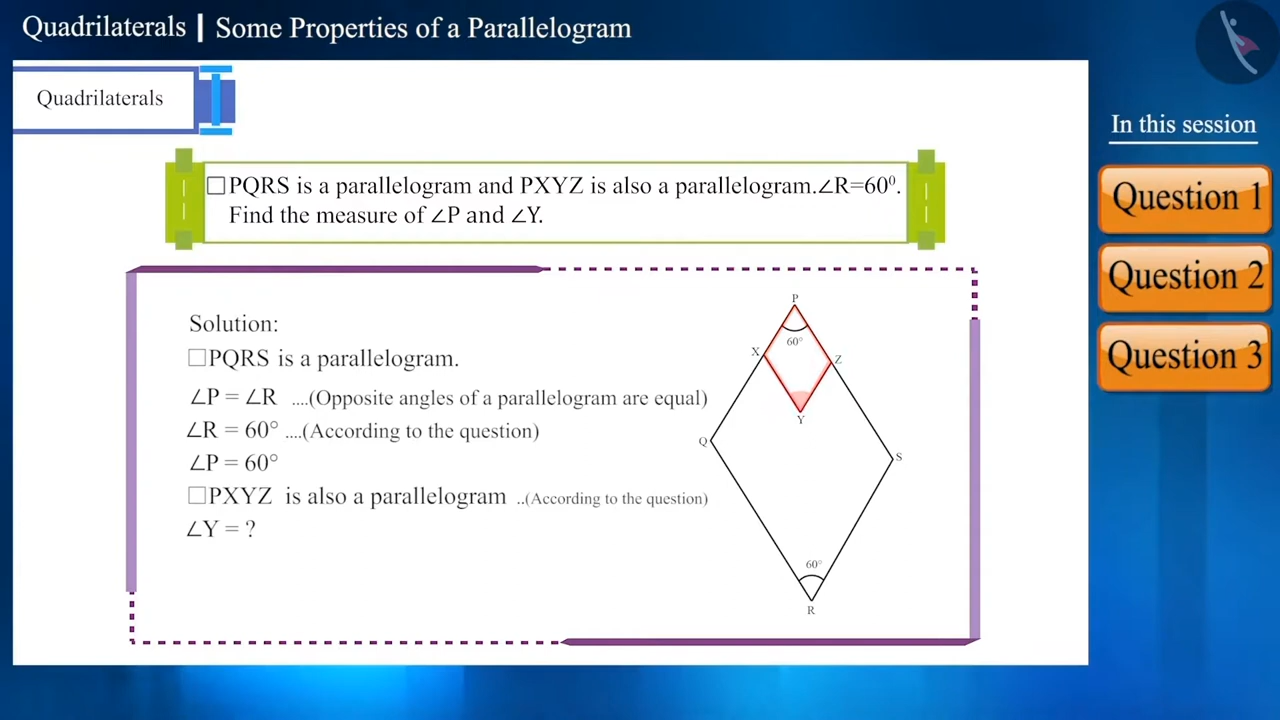 Quadrilaterals | Some Properties of a Parallelogram
Quadrilaterals
In this session
Question 1
Question 2
Question 3
□PQRS is a parallelogram and PXYZ is also a parallelogram.∠R=60⁰.
Find the measure of ∠P and ∠Y.
Solution:
□PQRS is a parallelogram.
∠P = ∠R ....(Opposite angles of a parallelogram are equal)
∠R = 60° ....(According to the question)
∠P = 60°
□PXYZ is also a parallelogram ..(According to the question)
∠Y = ?
P
60°
X
Z
Y
Q
S
60°
R